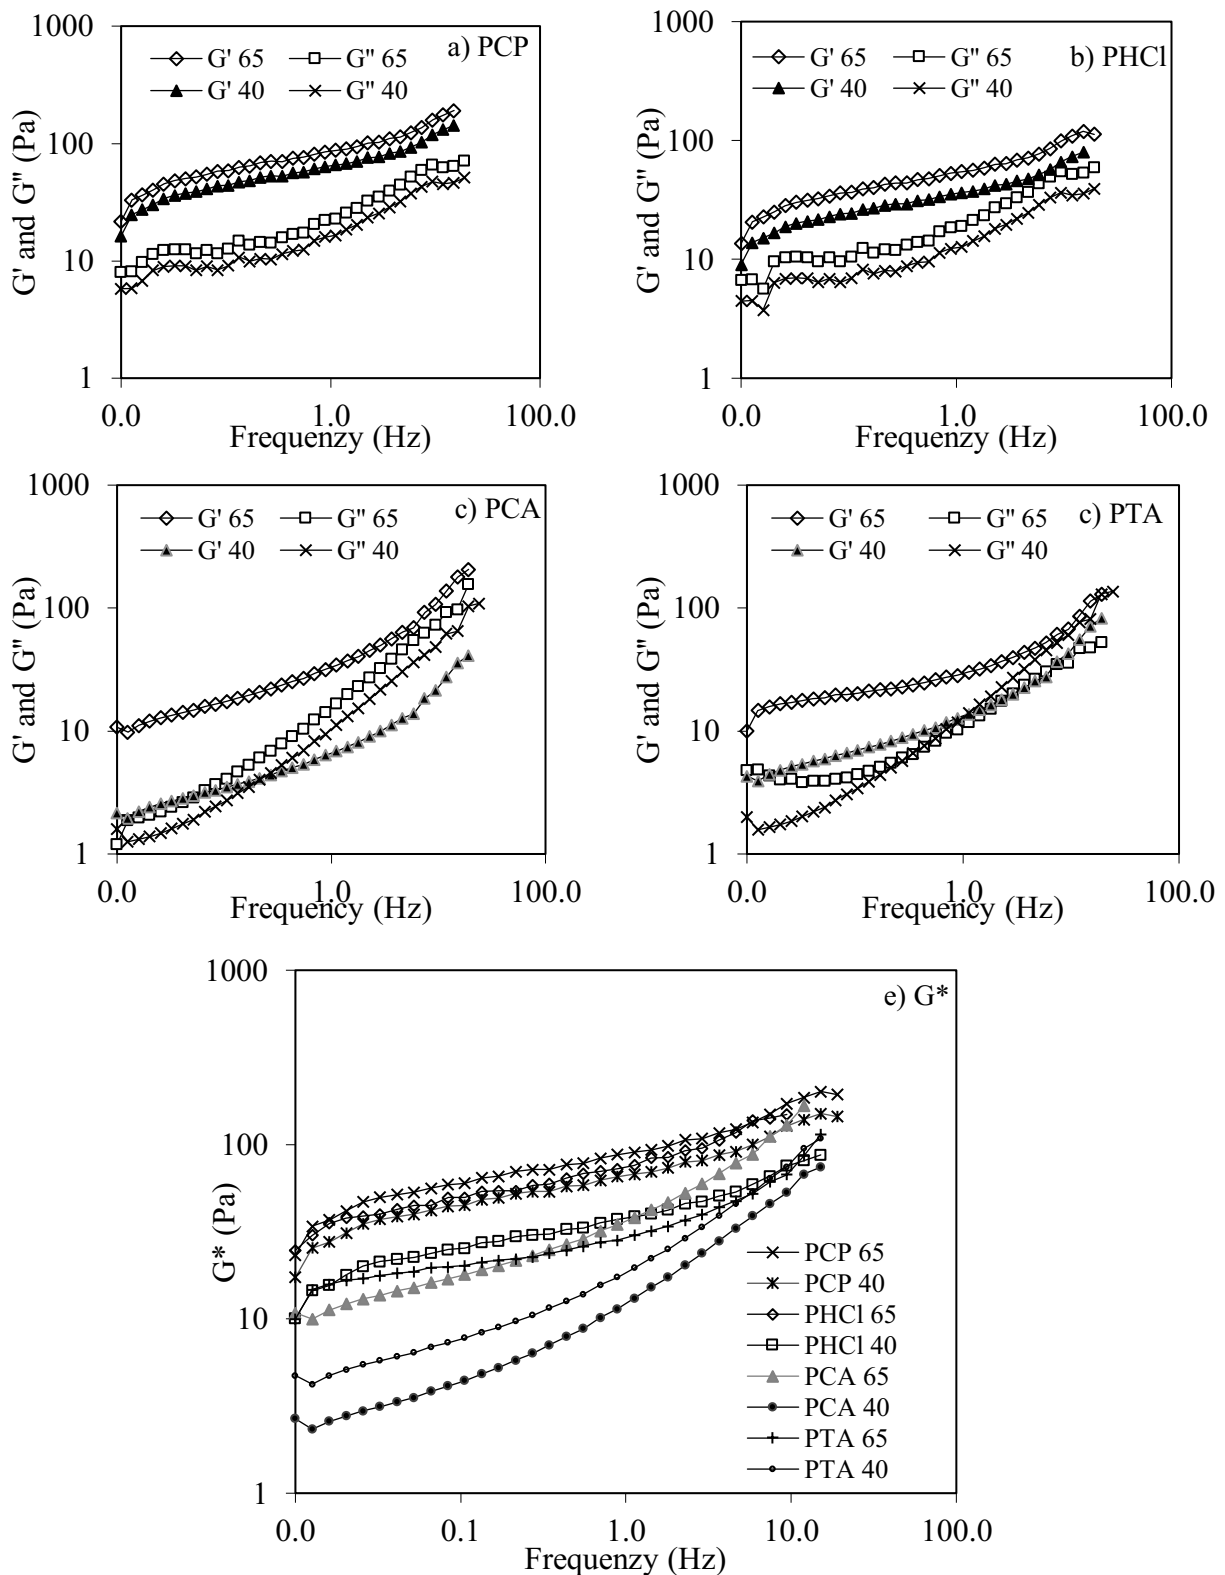 a) PCP
G' 65
G'' 65
G' 40
G'' 40
1000
100
10
1
G' and G'' (Pa)
0.0
1.0
100.0
Frequenzy (Hz)
b) PHCl
G' 65
G'' 65
G' 40
G'' 40
1000
100
10
1
G' and G'' (Pa)
0.0
1.0
100.0
Frequenzy (Hz)
c) PCA
G' 65
G'' 65
G' 40
G'' 40
1000
100
10
1
G' and G'' (Pa)
0.0
1.0
100.0
Frequency (Hz)
c) PTA
G' 65
G'' 65
G' 40
G'' 40
1000
100
10
1
G' and G'' (Pa)
0.0
1.0
100.0
Frequency (Hz)
e) G*
1000
100
10
1
G* (Pa)
PCP 65
PCP 40
PHCl 65
PHCl 40
PCA 65
PCA 40
PTA 65
PTA 40
0.0
0.1
1.0
10.0
100.0
Frequenzy (Hz)